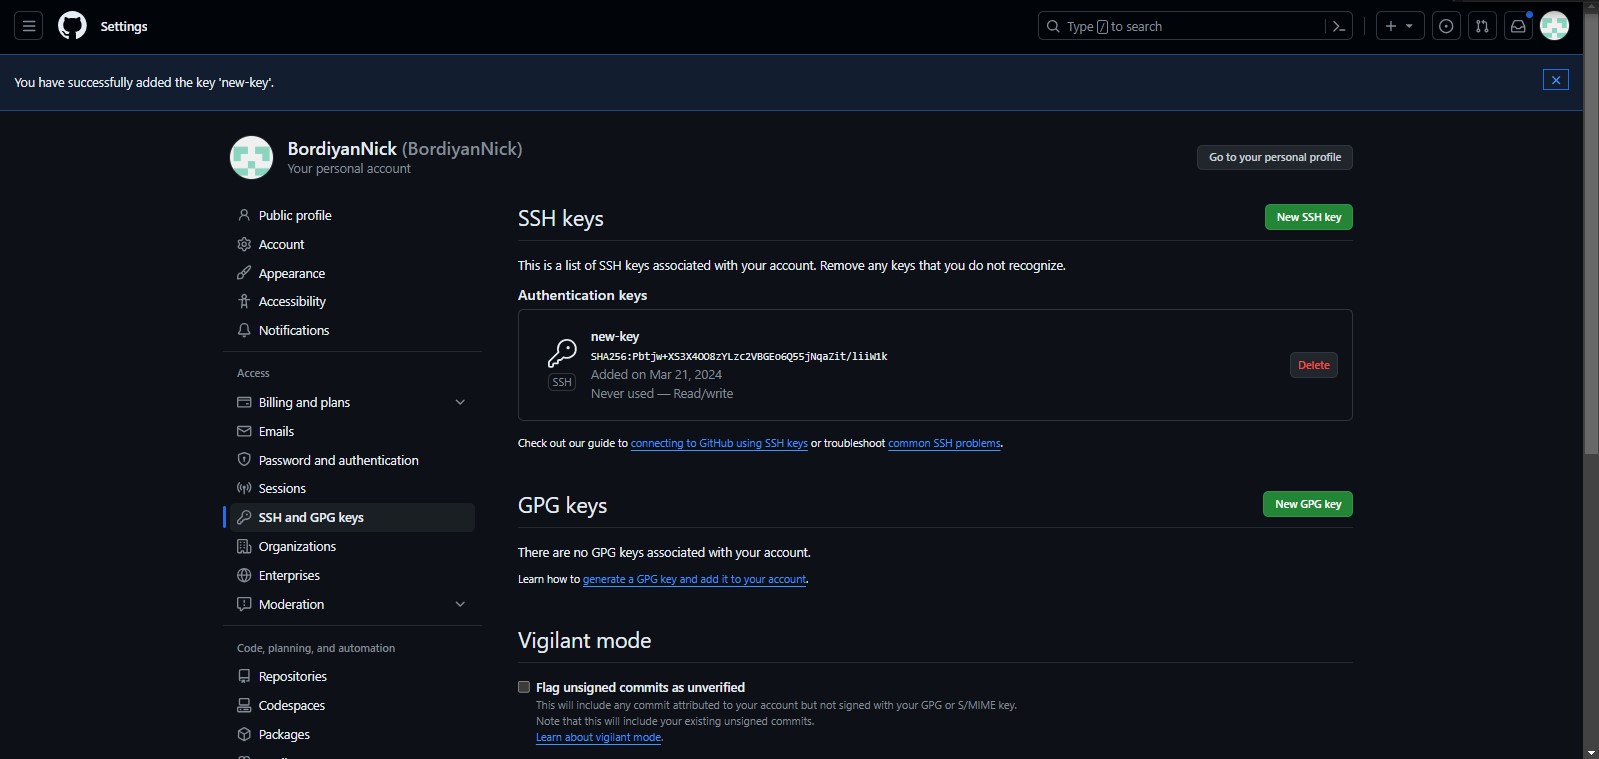 Settings
Type / to search
You have successfully added the key 'new-key'.
BordiyanNick (BordiyanNick)
Your personal account
Go to your personal profile
Public profile
Account
Appearance
Accessibility
Notifications
Access
Billing and plans
Emails
Password and authentication
Sessions
SSH and GPG keys
Organizations
Enterprises
Moderation
Code, planning, and automation
Repositories
Codespaces
Packages
SSH keys
New SSH key
This is a list of SSH keys associated with your account. Remove any keys that you do not recognize.
Authentication keys
new-key
SHA256:Pbtjw+XS3X4OO8zYLzc2VBGEo6Q55jNqaZit/liiW1k
Added on Mar 21, 2024
Never used — Read/write
SSH
Delete
Check out our guide to connecting to GitHub using SSH keys or troubleshoot common SSH problems.
GPG keys
New GPG key
There are no GPG keys associated with your account.
Learn how to generate a GPG key and add it to your account.
Vigilant mode
Flag unsigned commits as unverified
This will include any commit attributed to your account but not signed with your GPG or S/MIME key.
Note that this will include your existing unsigned commits.
Learn about vigilant mode.